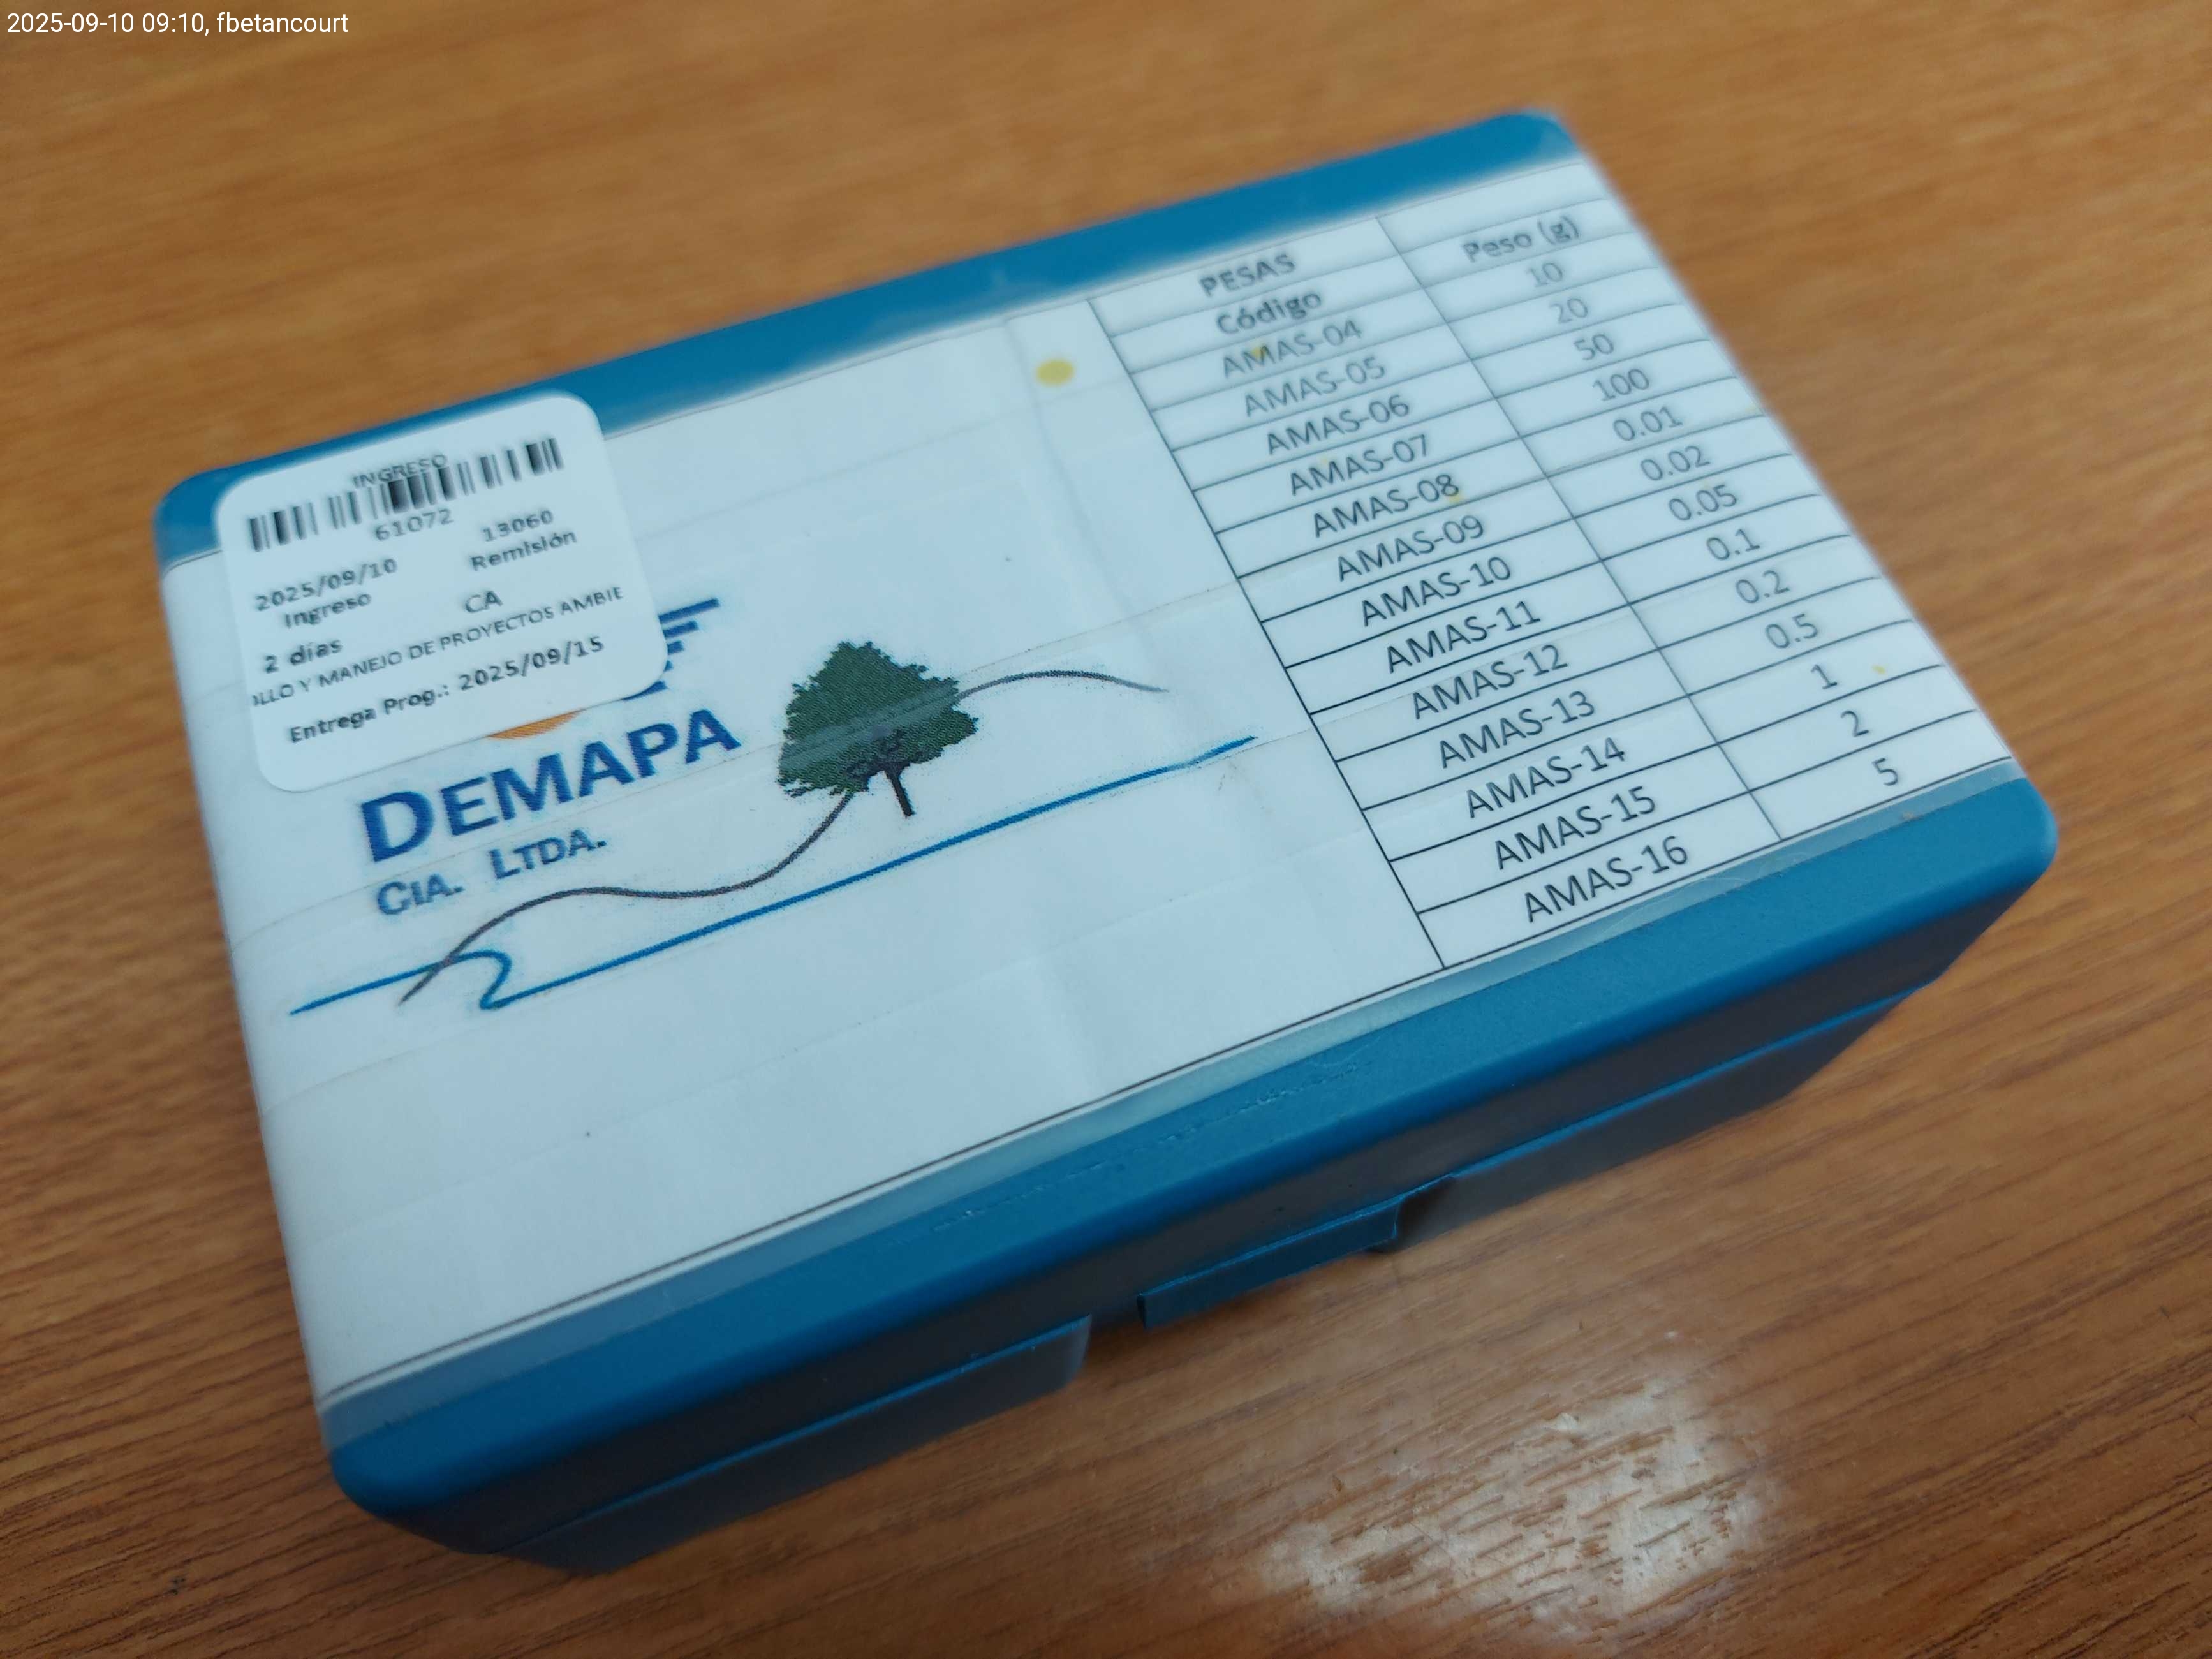 2025-09-10 09:10, fbetancourt
INGRESO
61072
2025/09/10 13060
Ingreso Remisión
2 días CA
OLLO Y MANEJO DE PROYECTOS AMBIE
Entrega Prog.: 2025/09/15
DEMAPA
CIA. LTDA.
PESAS
Código Peso (g)
AMAS-04 10
AMAS-05 20
AMAS-06 50
AMAS-07 100
AMAS-08 0.01
AMAS-09 0.02
AMAS-10 0.05
AMAS-11 0.1
AMAS-12 0.2
AMAS-13 0.5
AMAS-14 1
AMAS-15 2
AMAS-16 5